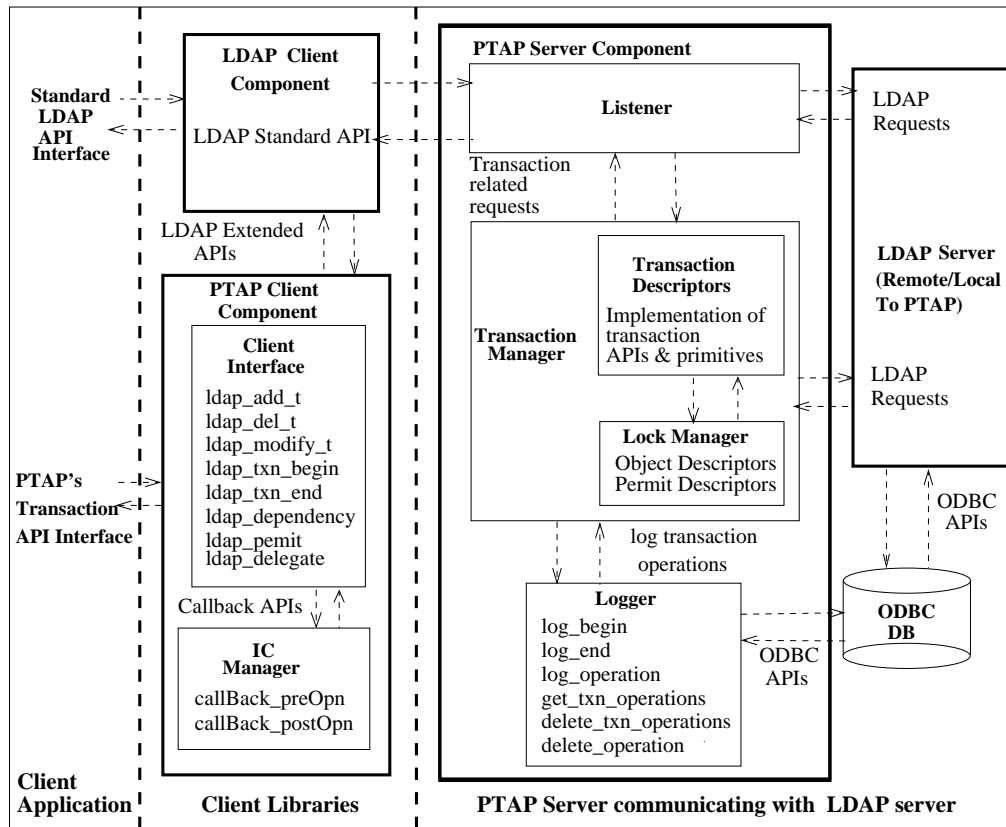 Standard
LDAP
API
Interface
PTAP's
Transaction
API Interface
Client
Application
LDAP Client
Component
LDAP Standard API
LDAP Extended
APIs
PTAP Client
Component
Client
Interface
ldap_add_t
ldap_del_t
ldap_modify_t
ldap_txn_begin
ldap_txn_end
ldap_dependency
ldap_pemit
ldap_delegate
Callback APIs
IC
Manager
callBack_preOpn
callBack_postOpn
Client Libraries
PTAP Server Component
Listener
Transaction
related
requests
Transaction
Manager
Transaction
Descriptors
Implementation of
transaction
APIs & primitives
Lock Manager
Object Descriptors
Permit Descriptors
log transaction
operations
Logger
log_begin
log_end
log_operation
get_txn_operations
delete_txn_operations
delete_operation
ODBC
APIs
LDAP
Requests
LDAP Server
(Remote/Local
To PTAP)
LDAP
Requests
ODBC
APIs
ODBC
DB
PTAP Server communicating with LDAP server